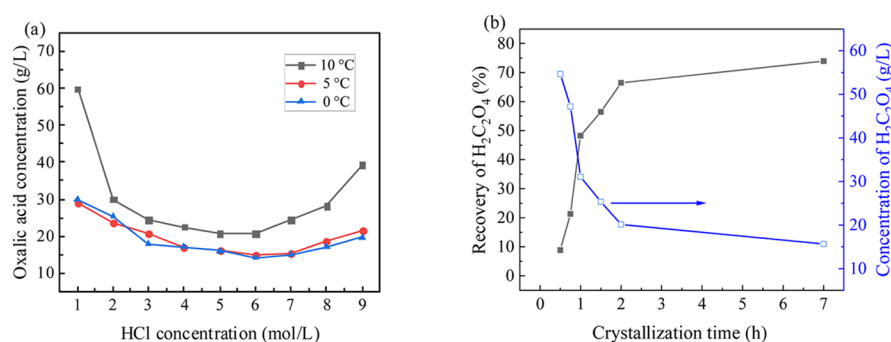 (a)
Oxalic acid concentration (g/L)
70
60
50
40
30
20
10
10 °C
5 °C
0 °C
1 2 3 4 5 6 7 8 9
HCl concentration (mol/L)
(b)
Recovery of H₂C₂O₄ (%)
80
70
60
50
40
30
20
10
0
0 1 2 3 4 5 6 7
Crystallization time (h)
60
50
40
30
20
10
Concentration of H₂C₂O₄ (g/L)